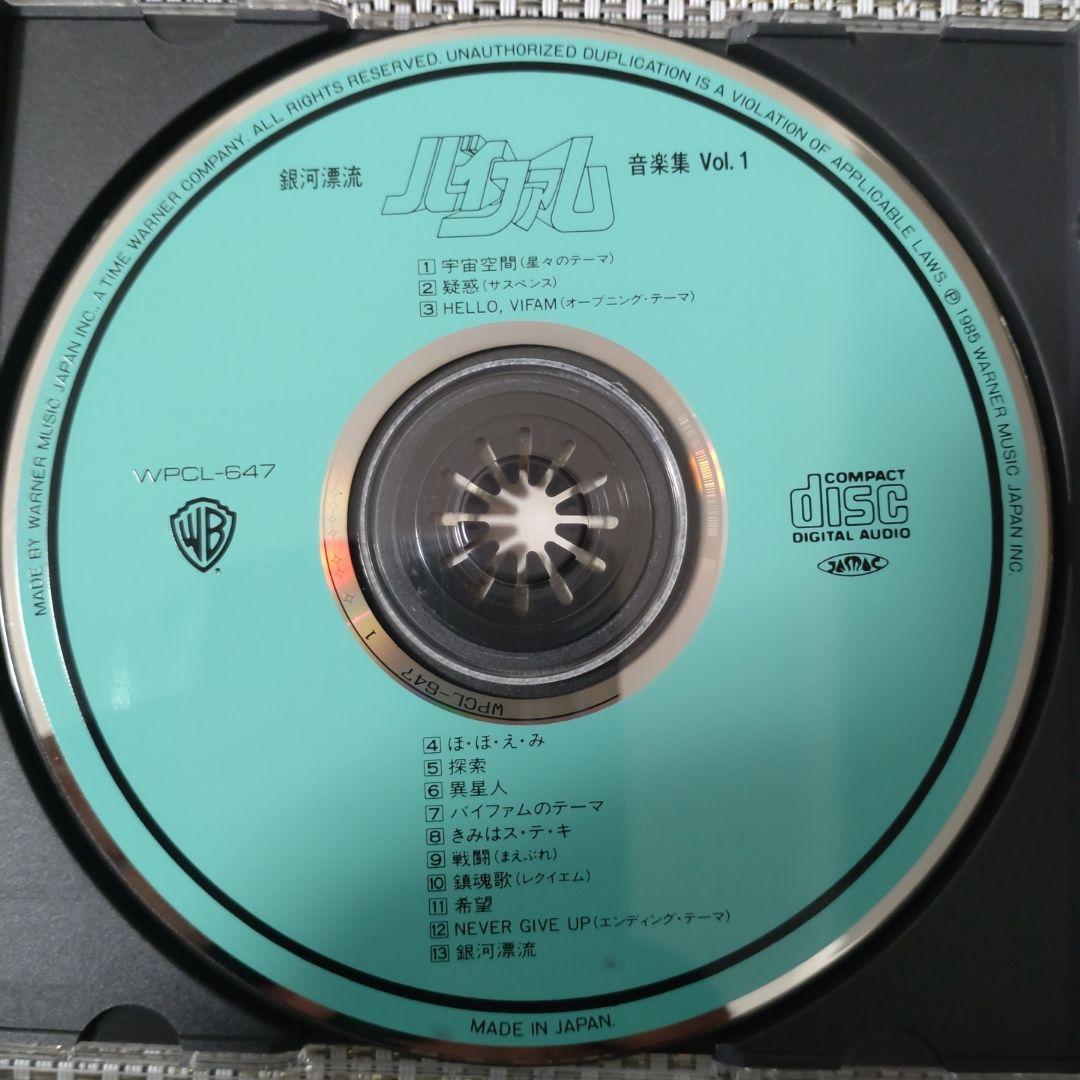 MADE BY WARNER MUSIC JAPAN INC., A TIME WARNER COMPANY. ALL RIGHTS RESERVED. UNAUTHORIZED DUPLICATION IS A VIOLATION OF APPLICABLE LAWS. Ⓟ 1985 WARNER MUSIC JAPAN INC.
銀河漂流 バイファム 音楽集 Vol.1
1 宇宙空間(星々のテーマ)
2 疑惑(サスペンス)
3 HELLO, VIFAM(オープニング・テーマ)
WPCL-647
WB
COMPACT
disc
DIGITAL AUDIO
JASRAC
1
WPCL-647
4 ほ・ほ・え・み
5 探索
6 異星人
7 バイファムのテーマ
8 きみはス・テ・キ
9 戦闘(まえぶれ)
10 鎮魂歌(レクイエム)
11 希望
12 NEVER GIVE UP(エンディング・テーマ)
13 銀河漂流
MADE IN JAPAN.